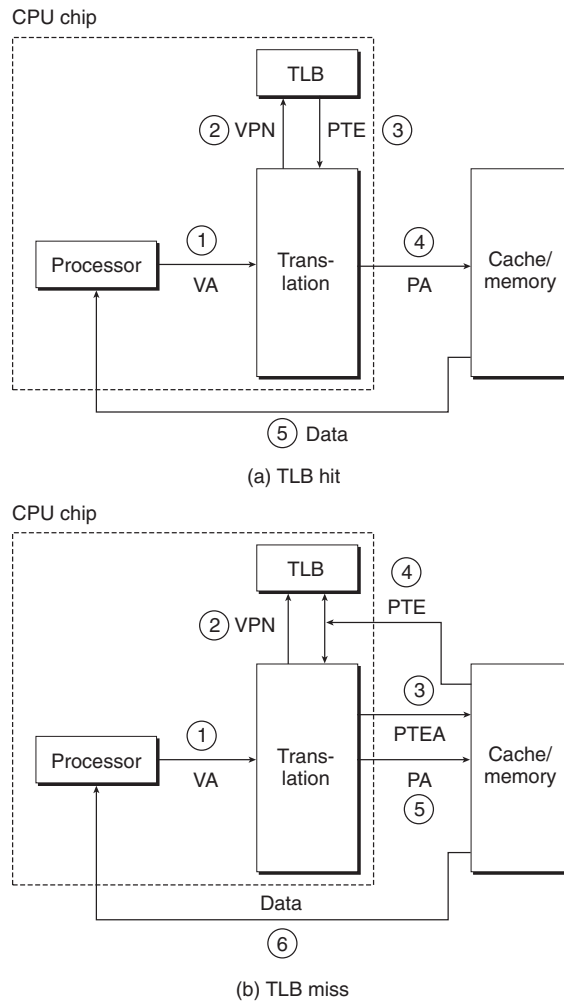 CPU chip
TLB
② VPN
PTE ③
①
④
Processor
Trans-
lation
Cache/
memory
VA
PA
⑤ Data
(a) TLB hit
CPU chip
TLB
④
PTE
② VPN
①
③
PTEA
Processor
Trans-
lation
Cache/
memory
VA
PA
⑤
Data
⑥
(b) TLB miss